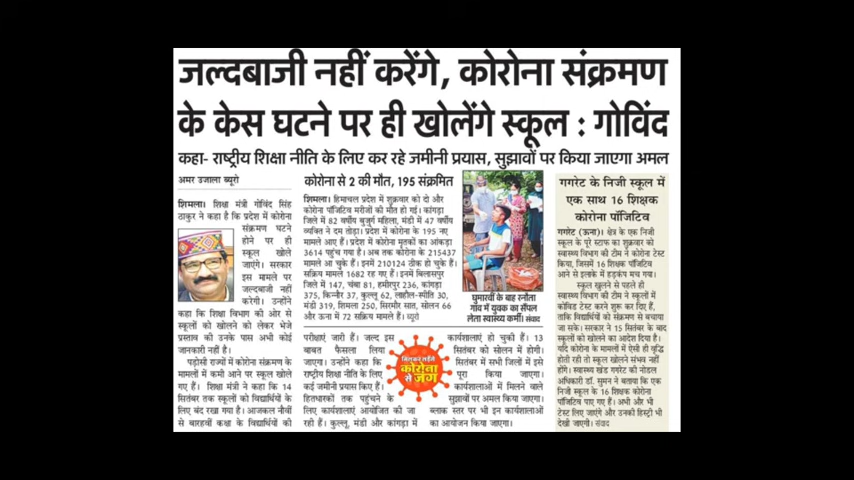 जल्दबाजी नहीं करेंगे, कोरोना संक्रमण
के केस घटने पर ही खोलेंगे स्कूल : गोविंद
कहा- राष्ट्रीय शिक्षा नीति के लिए कर रहे जमीनी प्रयास, सुझावों पर किया जाएगा अमल
अमर उजाला ब्यूरो
शिमला। शिक्षा मंत्री गोविंद सिंह
ठाकुर ने कहा है कि प्रदेश में कोरोना
संक्रमण घटने
होने पर ही
स्कूल खोले
जाएंगे। सरकार
इस मामले पर
जल्दबाजी नहीं
करेगी। उन्होंने
कहा कि शिक्षा विभाग की ओर से
स्कूलों को खोलने को लेकर भेजे
प्रस्ताव की उनके पास अभी कोई
जानकारी नहीं है।
पड़ोसी राज्यों में कोरोना संक्रमण के
मामलों में कमी आने पर स्कूल खोले
गए हैं। शिक्षा मंत्री ने कहा कि 14
सितंबर तक स्कूलों को विद्यार्थियों के
लिए बंद रखा गया है। आजकल नौवीं
से बारहवीं कक्षा के विद्यार्थियों की
कोरोना से 2 की मौत, 195 संक्रमित
शिमला। हिमाचल प्रदेश में शुक्रवार को दो और
कोरोना पॉजिटिव मरीजों की मौत हो गई। कांगड़ा
जिले में 82 वर्षीय बुजुर्ग महिला, मंडी में 47 वर्षीय
व्यक्ति ने दम तोड़ा। प्रदेश में कोरोना के 195 नए
मामले आए हैं। प्रदेश में कोरोना मृतकों का आंकड़ा
3614 पहुंच गया है। अब तक कोरोना के 215437
मामले आ चुके हैं। इनमें 210124 ठीक हो चुके हैं।
सक्रिय मामले 1682 रह गए हैं। इनमें बिलासपुर
जिले में 147, चंबा 81, हमीरपुर 236, कांगड़ा
375, किन्नौर 37, कुल्लू 62, लाहौल-स्पीति 30,
मंडी 319, शिमला 250, सिरमौर सात, सोलन 66
और ऊना में 72 सक्रिय मामले हैं। ब्यूरो
घुमारवीं के बाह रनौता
गांव में युवक का सैंपल
लेता स्वास्थ्य कर्मी। संवाद
परीक्षाएं जारी हैं। जल्द इस
बाबत फैसला लिया
जाएगा। उन्होंने कहा कि
राष्ट्रीय शिक्षा नीति के लिए
कई जमीनी प्रयास किए हैं।
हितधारकों तक पहुंचने के
लिए कार्यशालाएं आयोजित की जा
रही हैं। कुल्लू, मंडी और कांगड़ा में
मिलकर लड़ेंगे
कोरोना
से जंग
कार्यशालाएं हो चुकी हैं। 13
सितंबर को सोलन में होगी।
सितंबर में सभी जिलों में इसे
पूरा किया जाएगा।
कार्यशालाओं में मिलने वाले
सुझावों पर अमल किया जाएगा।
ब्लाक स्तर पर भी इन कार्यशालाओं
का आयोजन किया जाएगा।
गगरेट के निजी स्कूल में
एक साथ 16 शिक्षक
कोरोना पॉजिटिव
गगरेट (ऊना)। क्षेत्र के एक निजी
स्कूल के पूरे स्टाफ का शुक्रवार को
स्वास्थ्य विभाग की टीम ने कोरोना टेस्ट
किया, जिसमें 16 शिक्षक पॉजिटिव
आने से इलाके में हड़कंप मच गया।
स्कूल खुलने से पहले ही
स्वास्थ्य विभाग की टीम ने स्कूलों में
कोविड टेस्ट करने शुरू कर दिए हैं,
ताकि विद्यार्थियों को संक्रमण से बचाया
जा सके। सरकार ने 15 सितंबर के बाद
स्कूलों को खोलने का आदेश दिया है।
यदि कोरोना के मामलों में ऐसी ही वृद्धि
होती रही तो स्कूल खुलने संभव नहीं
होंगे। स्वास्थ्य खंड गगरेट की नोडल
अधिकारी डॉ. सुमन ने बताया कि एक
निजी स्कूल के 16 शिक्षक कोरोना
पॉजिटिव पाए गए हैं। अभी और भी
टेस्ट लिए जाएंगे और उनकी हिस्ट्री भी
देखी जाएगी। संवाद